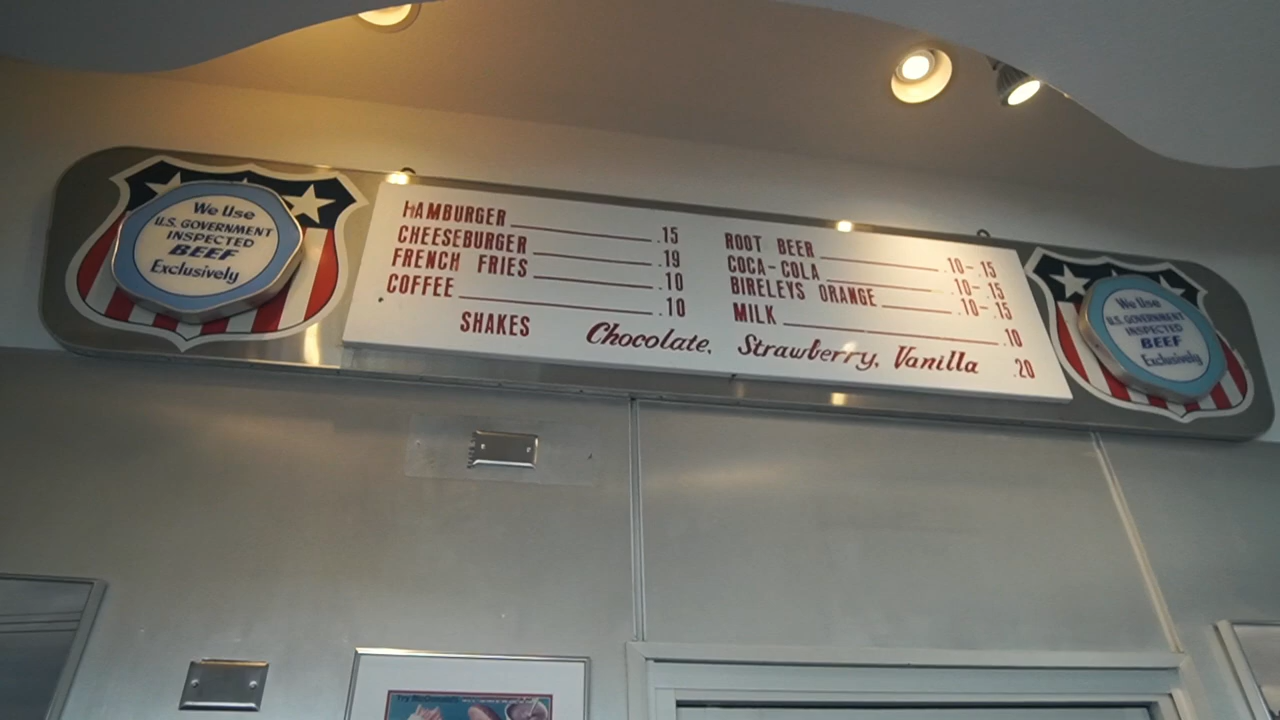 We Use
U.S. GOVERNMENT
INSPECTED
BEEF
Exclusively
HAMBURGER .15
CHEESEBURGER .19
FRENCH FRIES .10
COFFEE .10
ROOT BEER .10-.15
COCA-COLA .10-.15
BIRELEYS ORANGE .10-.15
MILK .10
SHAKES Chocolate, Strawberry, Vanilla .20
We Use
U.S. GOVERNMENT
INSPECTED
BEEF
Exclusively
Try McDonald's